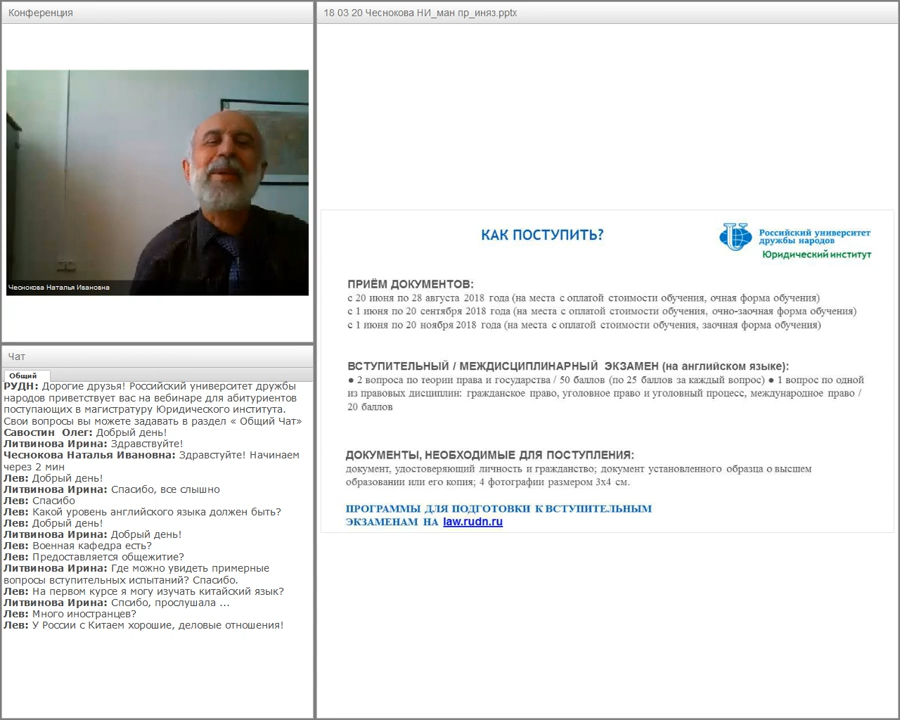 Конференция
Чеснокова Наталья Ивановна
Чат
Общий
РУДН: Дорогие друзья! Российский университет дружбы
народов приветствует вас на вебинаре для абитуриентов
поступающих в магистратуру Юридического института.
Свои вопросы вы можете задавать в раздел « Общий Чат»
Савостин Олег: Добрый день!
Литвинова Ирина: Здравствуйте!
Чеснокова Наталья Ивановна: Здравстуйте! Начинаем
через 2 мин
Лев: Добрый день!
Литвинова Ирина: Спасибо, все слышно
Лев: Спасибо
Лев: Какой уровень английского языка должен быть?
Лев: Добрый день!
Литвинова Ирина: Добрый день!
Лев: Военная кафедра есть?
Лев: Предоставляется общежитие?
Литвинова Ирина: Где можно увидеть примерные
вопросы вступительных испытаний? Спасибо.
Лев: На первом курсе я могу изучать китайский язык?
Литвинова Ирина: Спсибо, прослушала ...
Лев: Много иностранцев?
Лев: У России с Китаем хорошие, деловые отношения!
18 03 20 Чеснокова НИ_ман пр_иняз.pptx
КАК ПОСТУПИТЬ?
Российский университет
дружбы народов
Юридический институт
ПРИЁМ ДОКУМЕНТОВ:
с 20 июня по 28 августа 2018 года (на места с оплатой стоимости обучения, очная форма обучения)
с 1 июня по 20 сентября 2018 года (на места с оплатой стоимости обучения, очно-заочная форма обучения)
с 1 июня по 20 ноября 2018 года (на места с оплатой стоимости обучения, заочная форма обучения)
ВСТУПИТЕЛЬНЫЙ / МЕЖДИСЦИПЛИНАРНЫЙ ЭКЗАМЕН (на английском языке):
● 2 вопроса по теории права и государства / 50 баллов (по 25 баллов за каждый вопрос) ● 1 вопрос по одной
из правовых дисциплин: гражданское право, уголовное право и уголовный процесс, международное право /
20 баллов
ДОКУМЕНТЫ, НЕОБХОДИМЫЕ ДЛЯ ПОСТУПЛЕНИЯ:
документ, удостоверяющий личность и гражданство; документ установленного образца о высшем
образовании или его копия; 4 фотографии размером 3х4 см.
ПРОГРАММЫ ДЛЯ ПОДГОТОВКИ К ВСТУПИТЕЛЬНЫМ
ЭКЗАМЕНАМ НА law.rudn.ru